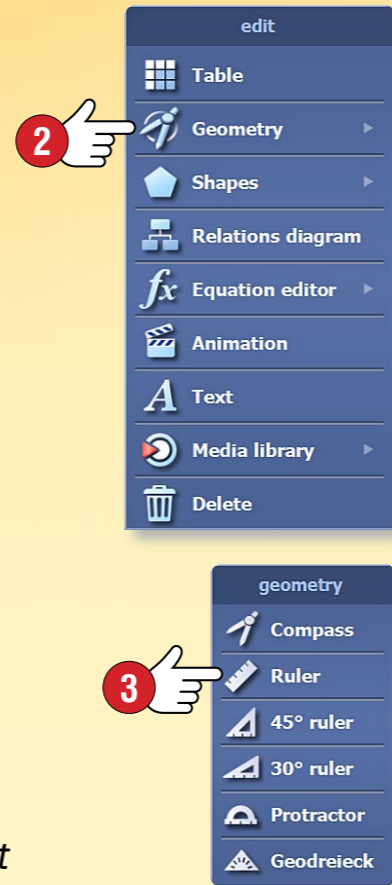 edit
Table
2
Geometry
Shapes
Relations diagram
fx Equation editor
Animation
A Text
Media library
Delete
geometry
Compass
3
Ruler
45° ruler
30° ruler
Protractor
t
Geodreieck